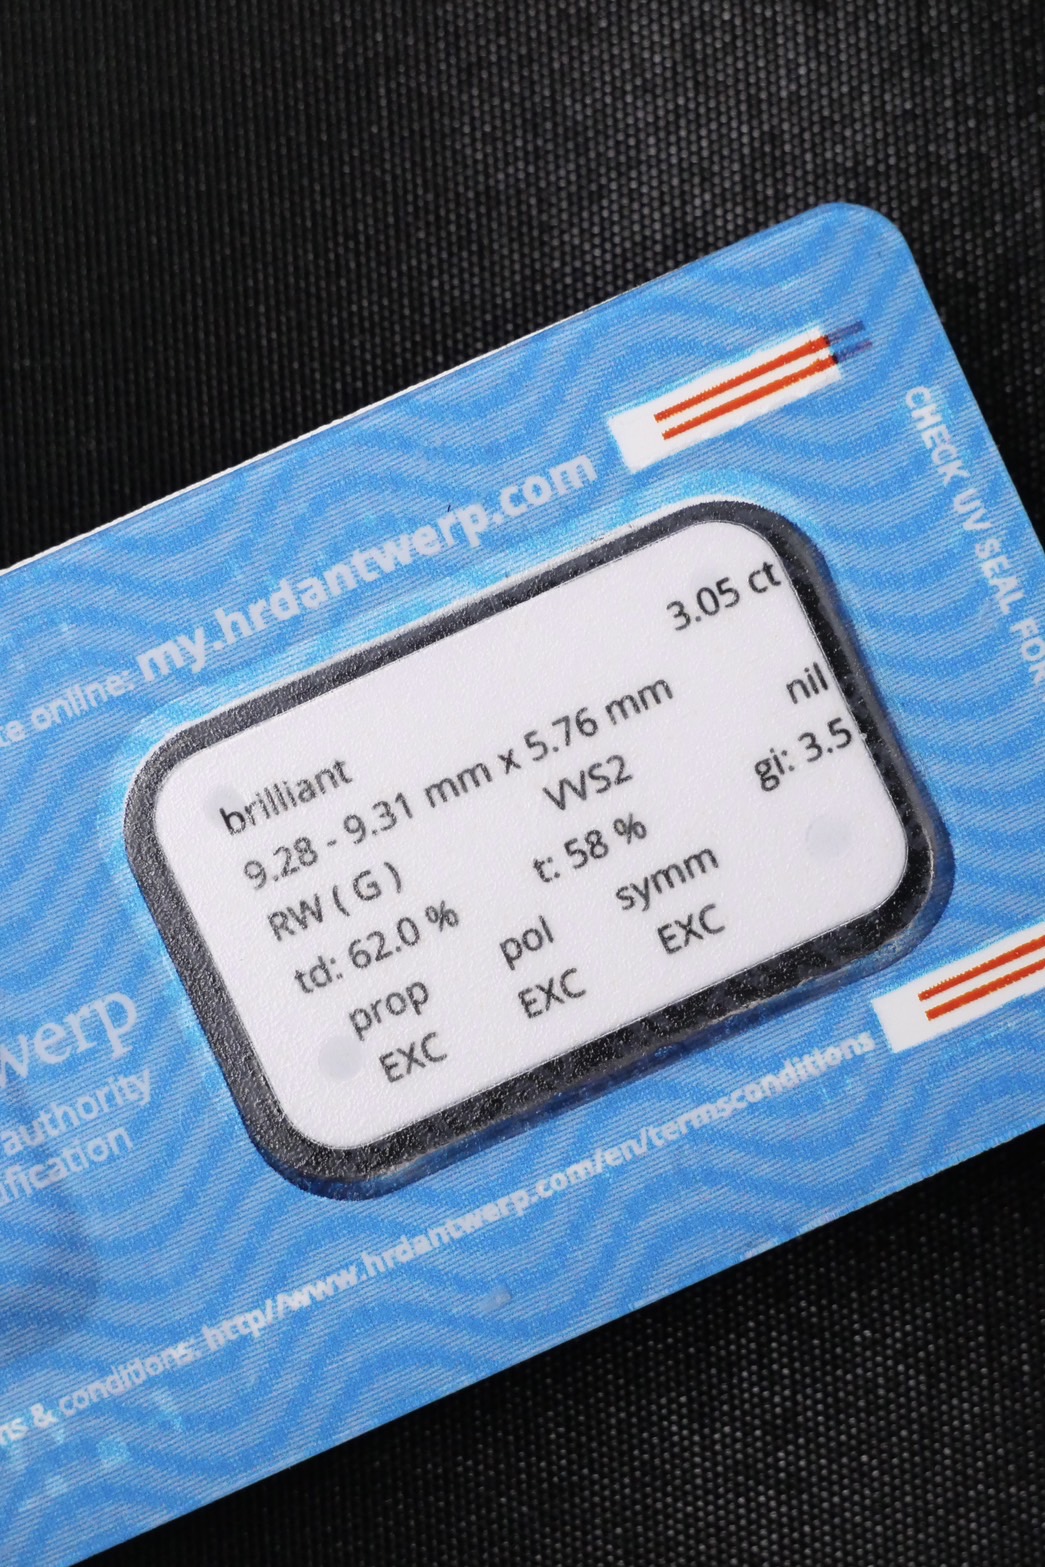 CHECK UV SEAL FOR
online: my.hrdantwerp.com
brilliant 3.05 ct
9.28 - 9.31 mm x 5.76 mm
RW ( G ) VVS2 nil
td: 62.0 % t: 58 % gi: 3.5
prop pol symm
EXC EXC EXC
werp
authority
ification
& conditions: http//www.hrdantwerp.com/en/termsconditions